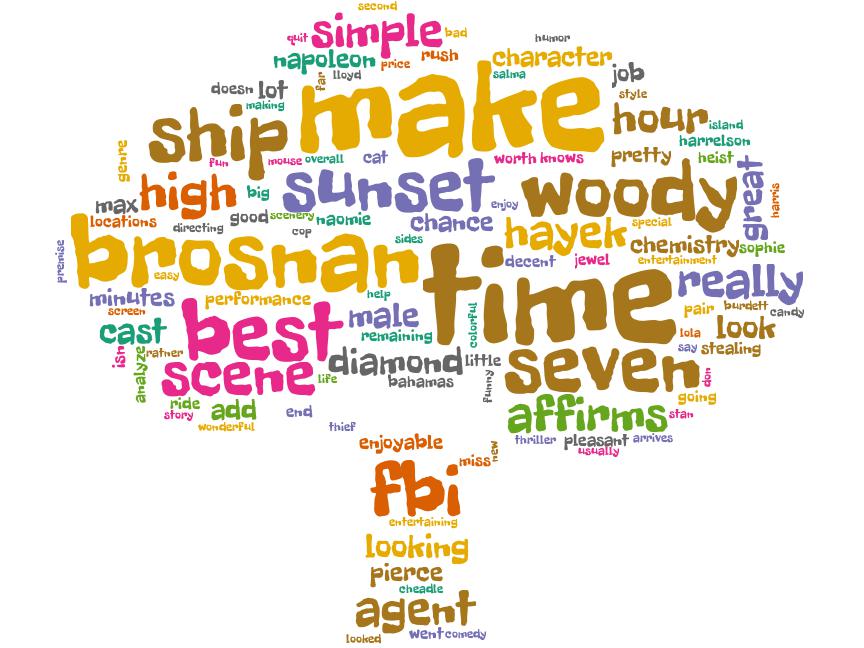 second
quit simple bad
humor
napoleon price rush character
far lloyd salma job
doesn lot making make style
ship hour island
harrelson
genre fun mouse overall cat worth knows pretty heist
high big sunset woody great harris
max enjoy
locations directing good scenery naomie chance hayek special
cop
premise brosnan sides chemistry sophie
easy decent jewel entertainment
minutes performance help time really
screen pair burdett candy
cast best male colorful lola look
remaining
isn rather diamond little say stealing
analyze scene life bahamas funny seven don
ride add end affirms going
story stan
wonderful thief
thriller pleasant arrives
enjoyable usually
miss new
fbi
entertaining
looking
pierce
cheadle
agent
looked went comedy